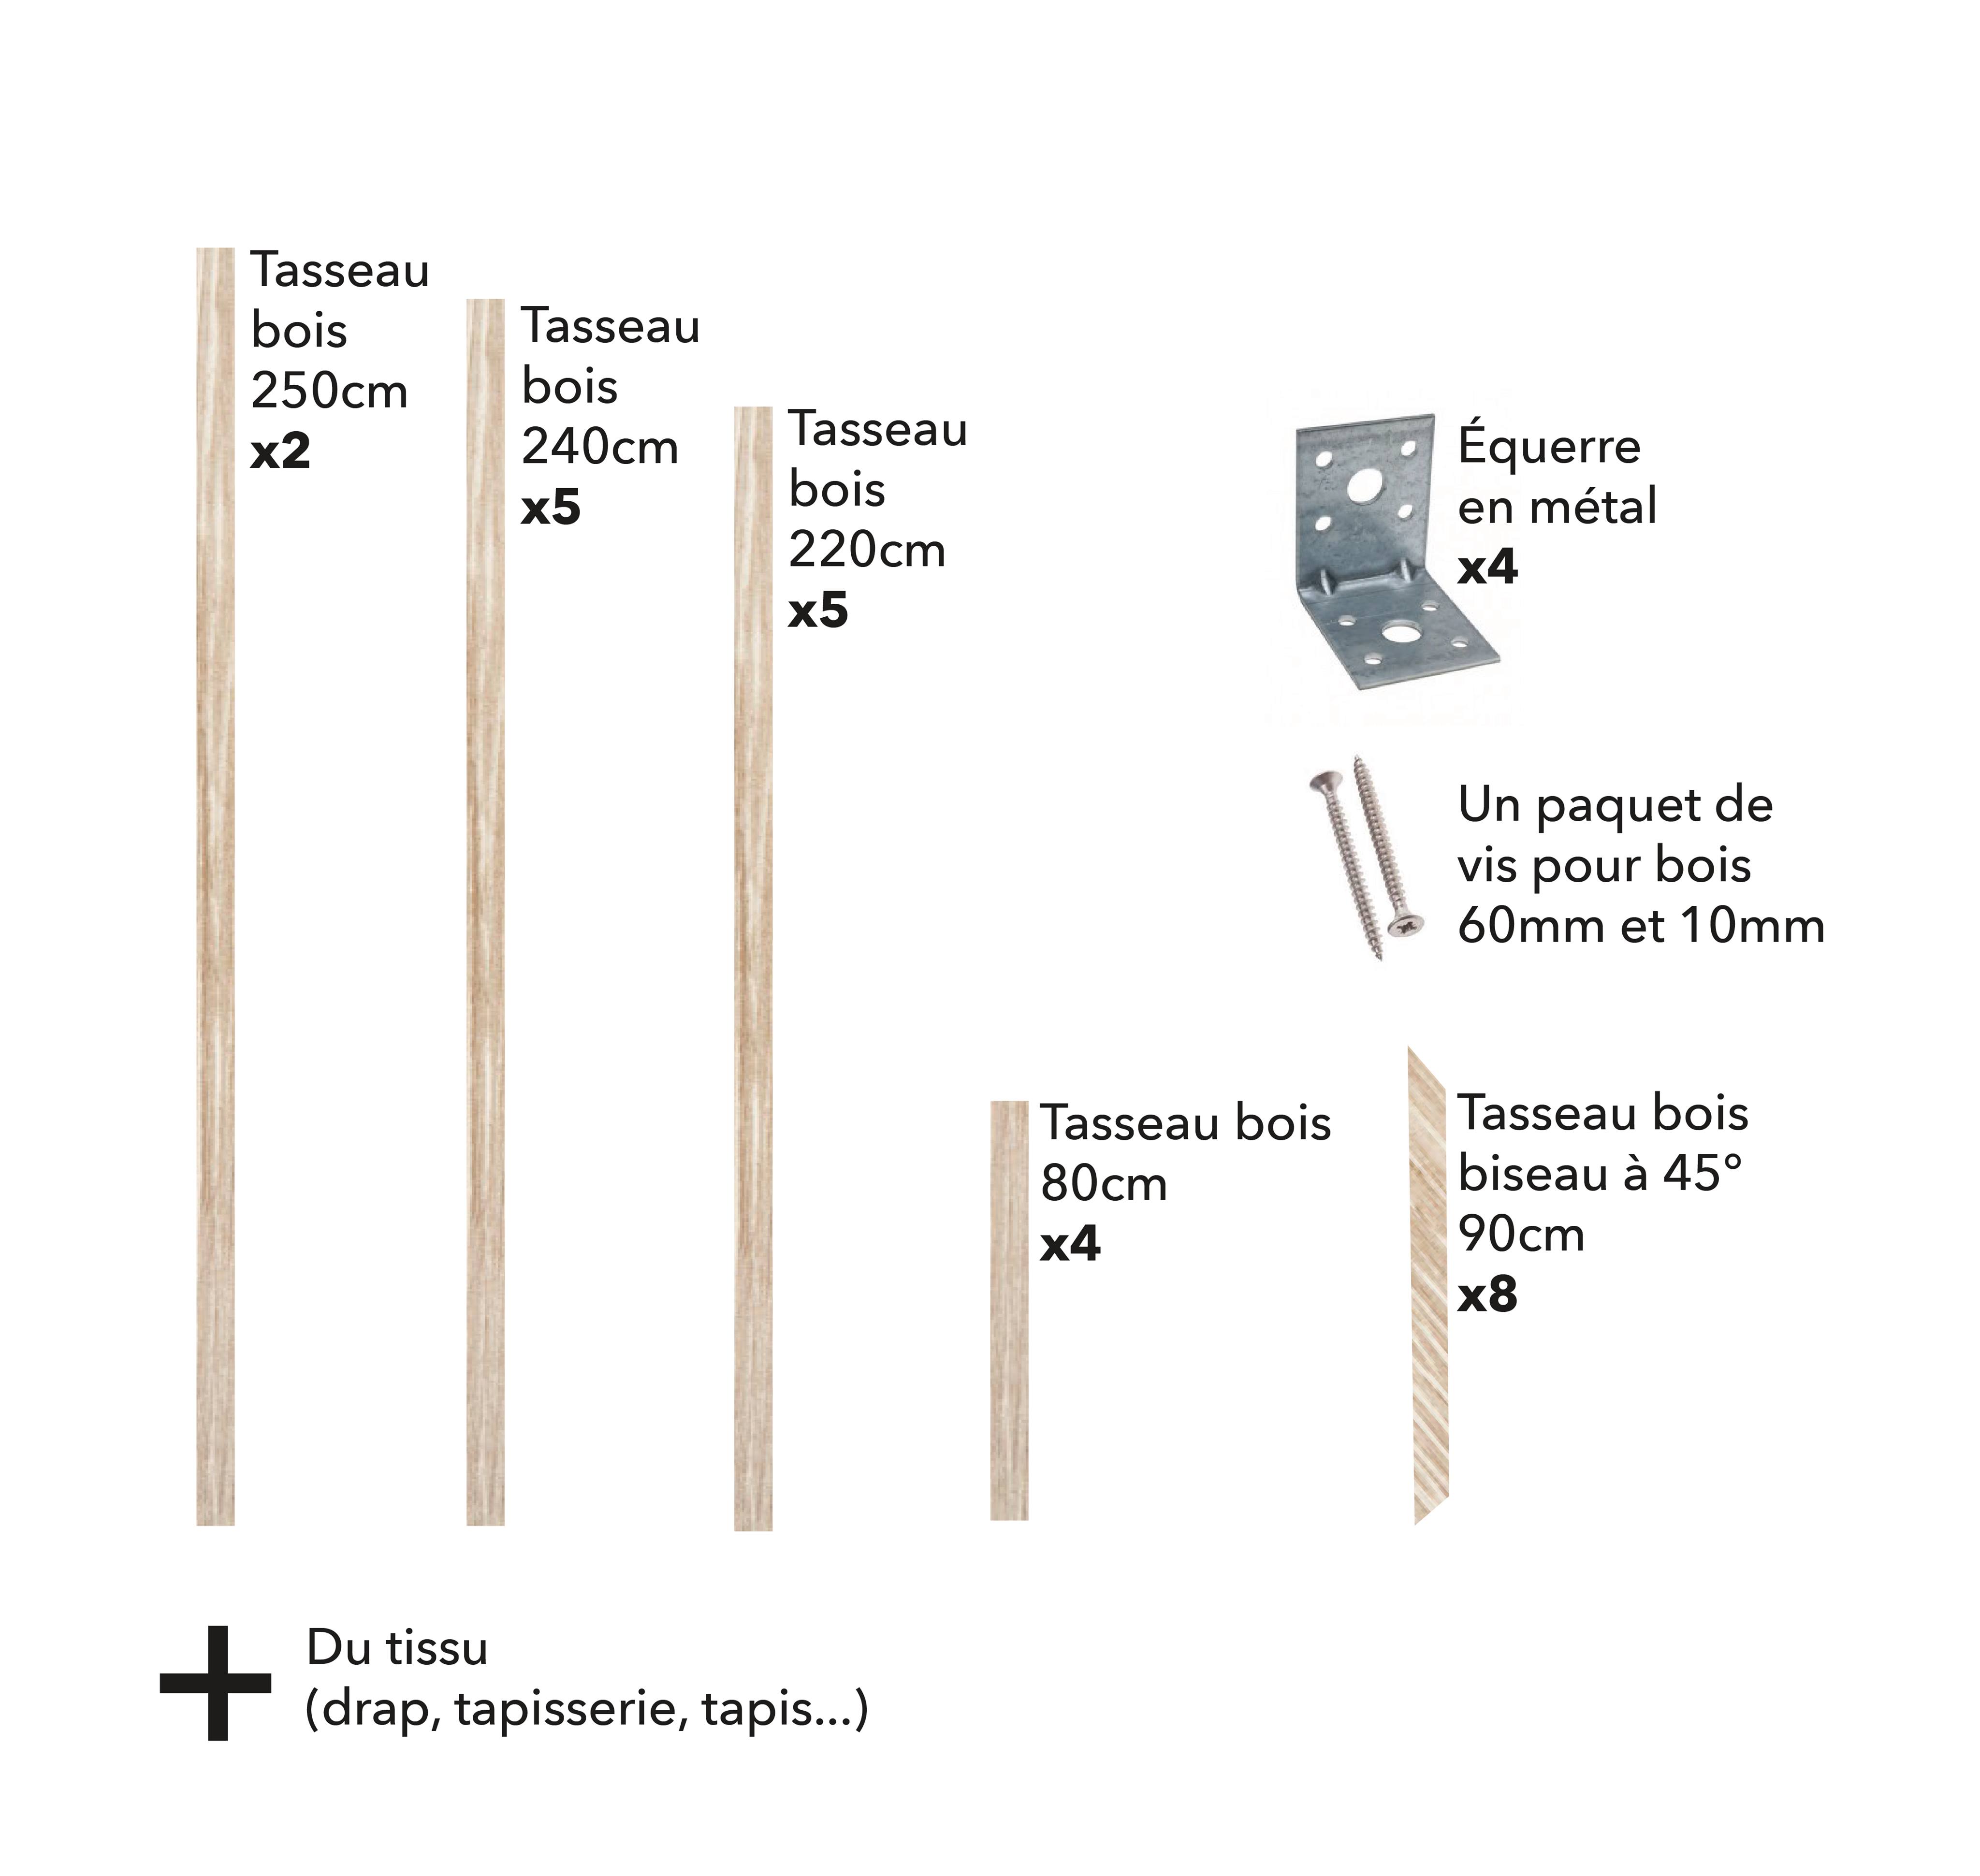 Tasseau
bois
250cm
x2
Tasseau
bois
240cm
x5
Tasseau
bois
220cm
x5
Équerre
en métal
x4
Un paquet de
vis pour bois
60mm et 10mm
Tasseau bois
80cm
x4
Tasseau bois
biseau à 45°
90cm
x8
Du tissu
(drap, tapisserie, tapis...)